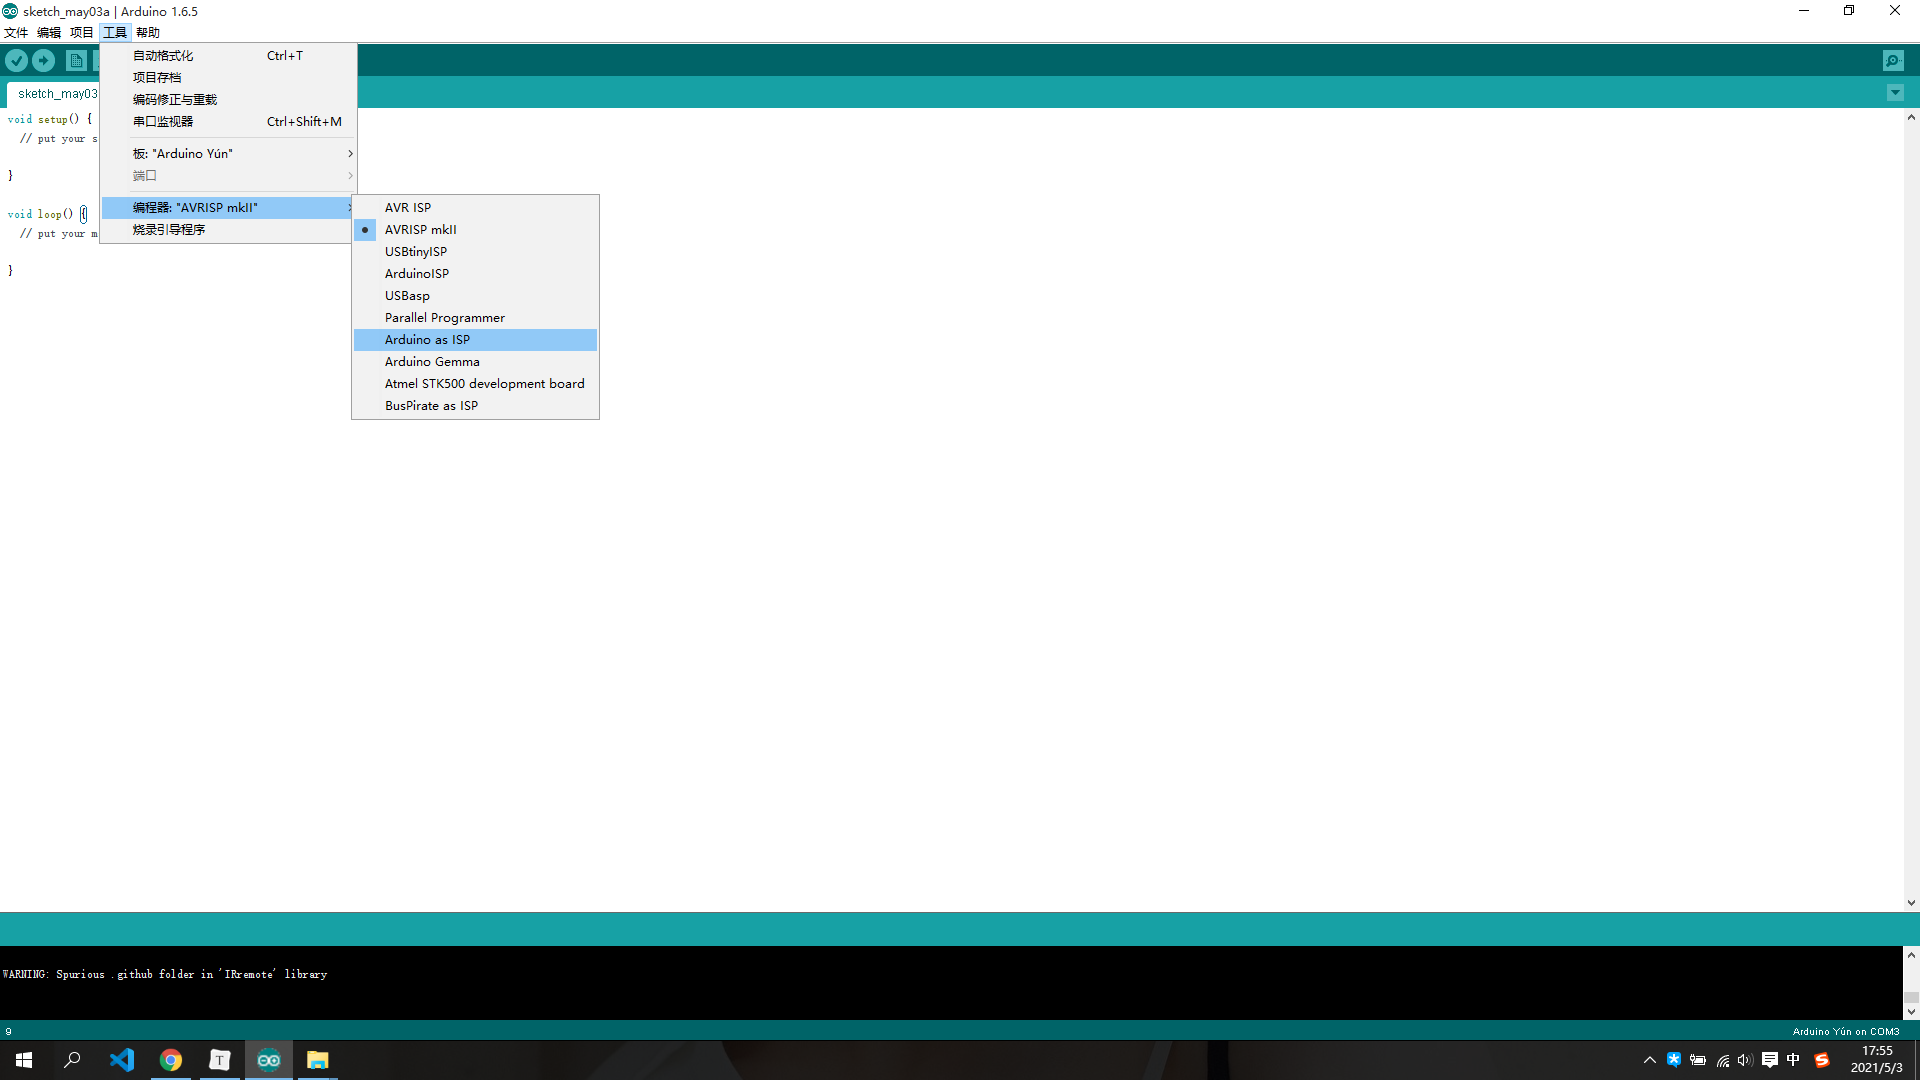 sketch_may03a | Arduino 1.6.5
文件 编辑 项目 工具 帮助
自动格式化 Ctrl+T
项目存档
编码修正与重载
串口监视器 Ctrl+Shift+M
板: "Arduino Yún"
端口
编程器: "AVRISP mkII"
烧录引导程序
AVR ISP
AVRISP mkII
USBtinyISP
ArduinoISP
USBasp
Parallel Programmer
Arduino as ISP
Arduino Gemma
Atmel STK500 development board
BusPirate as ISP
sketch_may03
void setup() {
// put your s
}
void loop() {
// put your m
}
WARNING: Spurious .github folder in 'IRremote' library
9
Arduino Yún on COM3
T
中
S
17:55
2021/5/3